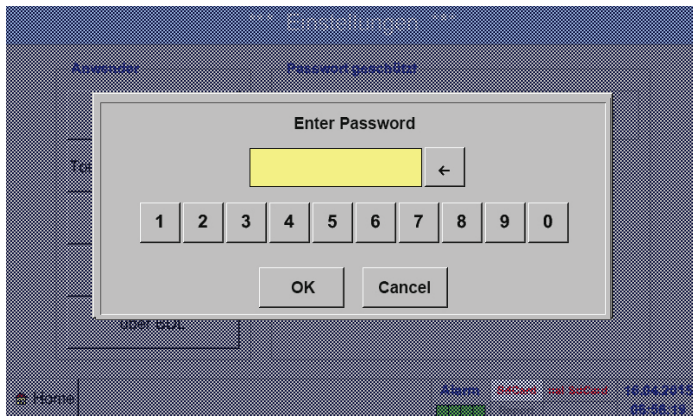 *** Einstellungen ***
Anwender
Passwort geschützt
Enter Password
←
1 2 3 4 5 6 7 8 9 0
OK Cancel
über BDL
Home
Alarm
SdCard
16.04.2015